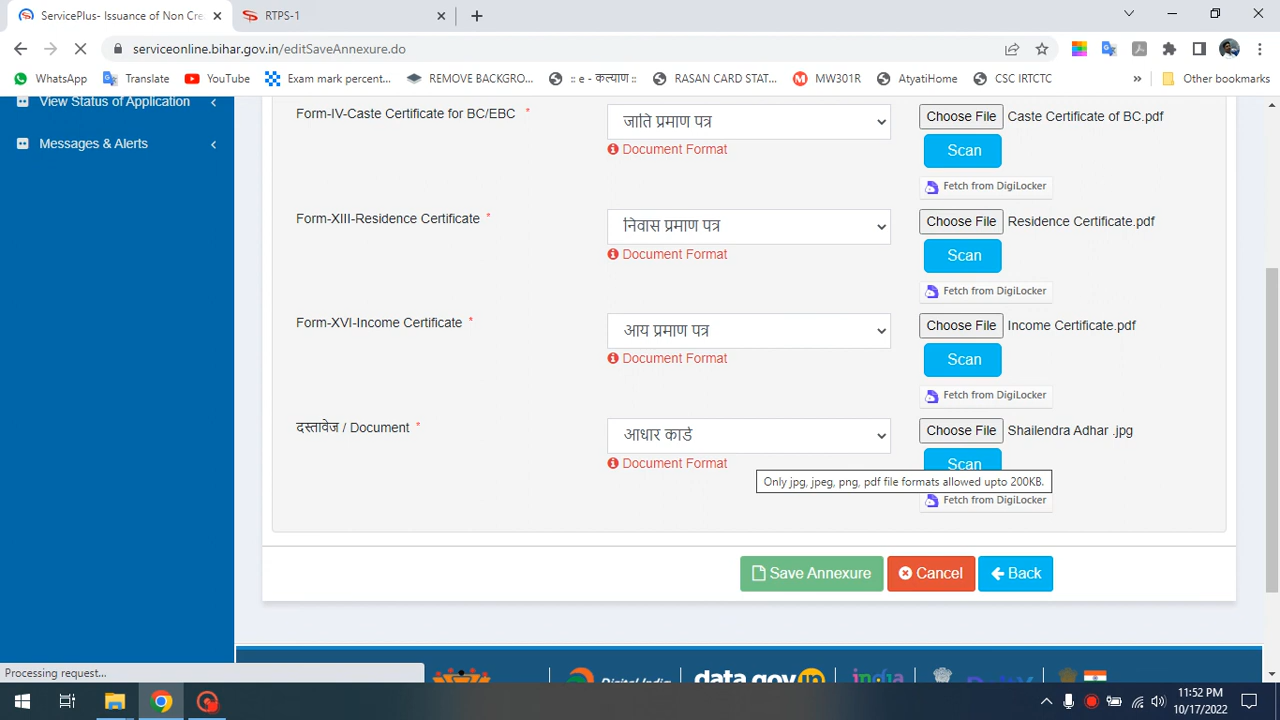 ServicePlus- Issuance of Non Cre
RTPS-1
serviceonline.bihar.gov.in/editSaveAnnexure.do
WhatsApp
Translate
YouTube
Exam mark percent...
REMOVE BACKGRO...
:: e - कल्याण ::
RASAN CARD STAT...
MW301R
AtyatiHome
CSC IRTCTC
»
Other bookmarks
View Status of Application
Messages & Alerts
Form-IV-Caste Certificate for BC/EBC *
जाति प्रमाण पत्र
Choose File Caste Certificate of BC.pdf
Document Format
Scan
Fetch from DigiLocker
Form-XIII-Residence Certificate *
निवास प्रमाण पत्र
Choose File Residence Certificate.pdf
Document Format
Scan
Fetch from DigiLocker
Form-XVI-Income Certificate *
आय प्रमाण पत्र
Choose File Income Certificate.pdf
Document Format
Scan
Fetch from DigiLocker
दस्तावेज / Document *
आधार कार्ड
Choose File Shailendra Adhar .jpg
Document Format
Scan
Only jpg, jpeg, png, pdf file formats allowed upto 200KB.
Fetch from DigiLocker
Save Annexure
Cancel
Back
Processing request...
Digital India
data.gov
india
11:52 PM
10/17/2022